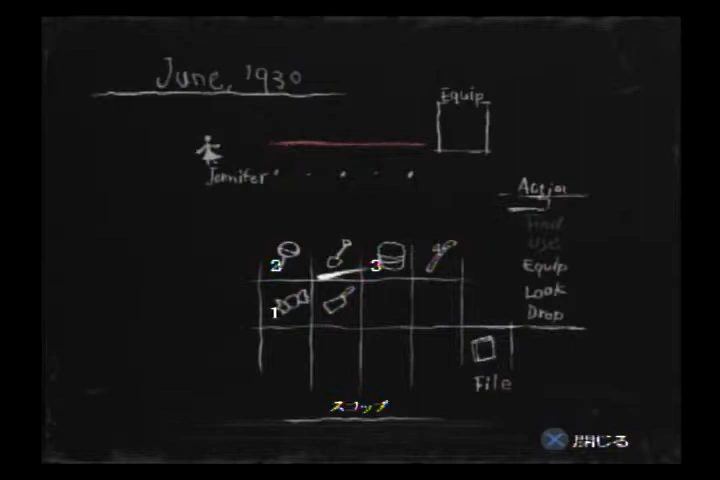 June, 1930
Equip
Jennifer
Action
Find
Use
Equip
Look
Drop
2
3
1
File
スコップ
閉じる